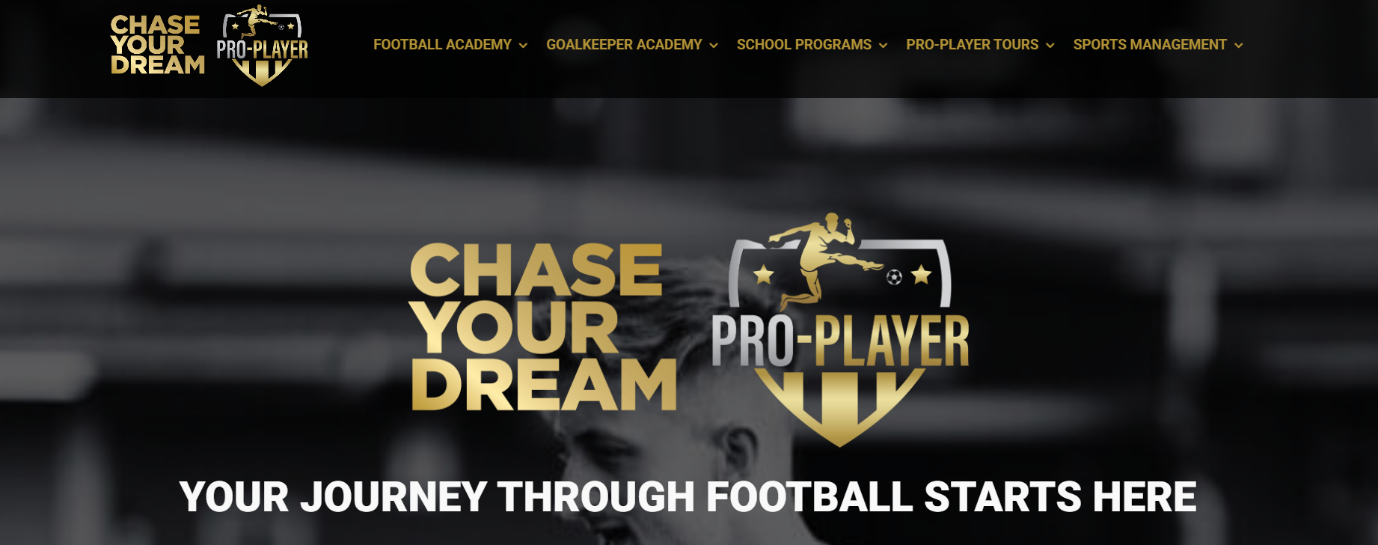 CHASE
YOUR
DREAM
PRO-PLAYER
FOOTBALL ACADEMY
GOALKEEPER ACADEMY
SCHOOL PROGRAMS
PRO-PLAYER TOURS
SPORTS MANAGEMENT
CHASE
YOUR
DREAM
PRO-PLAYER
YOUR JOURNEY THROUGH FOOTBALL STARTS HERE